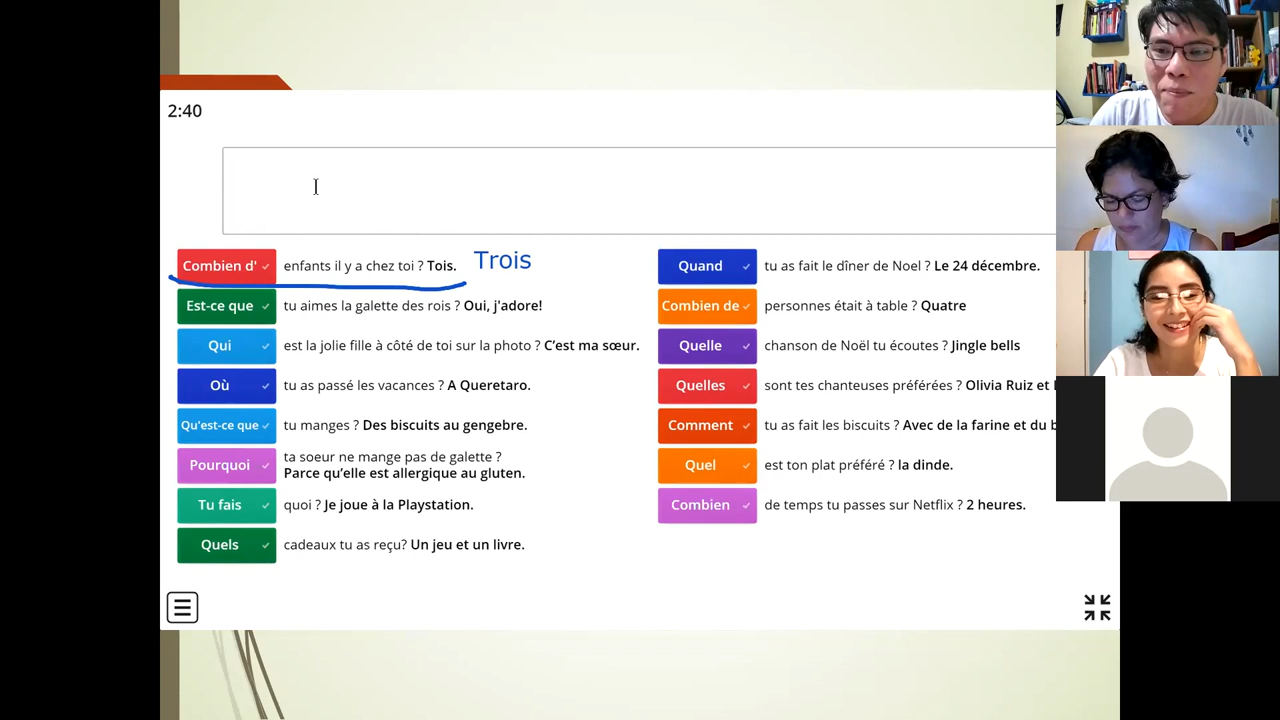 2:40
Combien d' enfants il y a chez toi ? Tois. Trois
Est-ce que tu aimes la galette des rois ? Oui, j'adore!
Qui est la jolie fille à côté de toi sur la photo ? C’est ma sœur.
Où tu as passé les vacances ? A Queretaro.
Qu'est-ce que tu manges ? Des biscuits au gengebre.
Pourquoi ta soeur ne mange pas de galette ?
Parce qu’elle est allergique au gluten.
Tu fais quoi ? Je joue à la Playstation.
Quels cadeaux tu as reçu? Un jeu et un livre.
Quand tu as fait le dîner de Noel ? Le 24 décembre.
Combien de personnes était à table ? Quatre
Quelle chanson de Noël tu écoutes ? Jingle bells
Quelles sont tes chanteuses préférées ? Olivia Ruiz et
Comment tu as fait les biscuits ? Avec de la farine et du
Quel est ton plat préféré ? la dinde.
Combien de temps tu passes sur Netflix ? 2 heures.